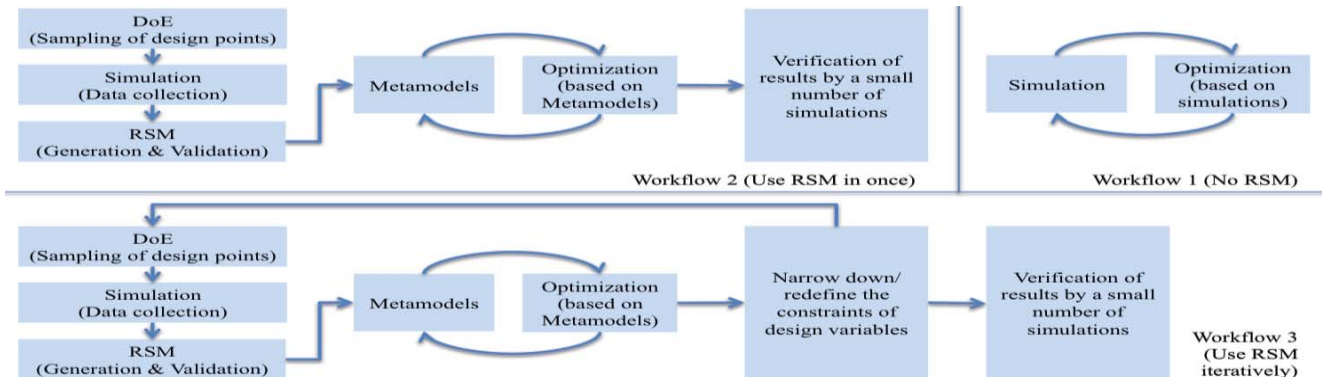 DoE
(Sampling of design points)
Simulation
(Data collection)
RSM
(Generation & Validation)
Metamodels
Optimization
(based on
Metamodels)
Verification of
results by a small
number of
simulations
Workflow 2 (Use RSM in once)
Simulation
Optimization
(based on
simulations)
Workflow 1 (No RSM)
DoE
(Sampling of design points)
Simulation
(Data collection)
RSM
(Generation & Validation)
Metamodels
Optimization
(based on
Metamodels)
Narrow down/
redefine the
constraints of
design variables
Verification of
results by a small
number of
simulations
Workflow 3
(Use RSM
iteratively)